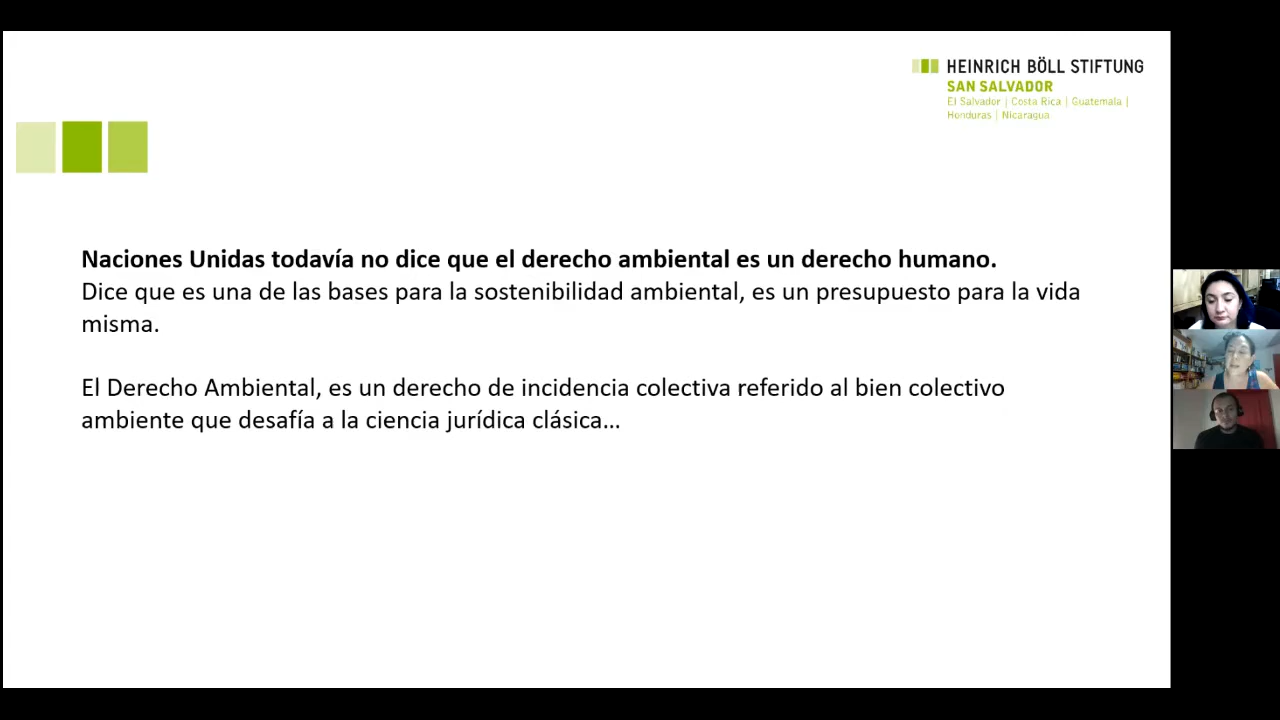 HEINRICH BÖLL STIFTUNG
SAN SALVADOR
El Salvador | Costa Rica | Guatemala |
Honduras | Nicaragua
Naciones Unidas todavía no dice que el derecho ambiental es un derecho humano.
Dice que es una de las bases para la sostenibilidad ambiental, es un presupuesto para la vida
misma.
El Derecho Ambiental, es un derecho de incidencia colectiva referido al bien colectivo
ambiente que desafía a la ciencia jurídica clásica...